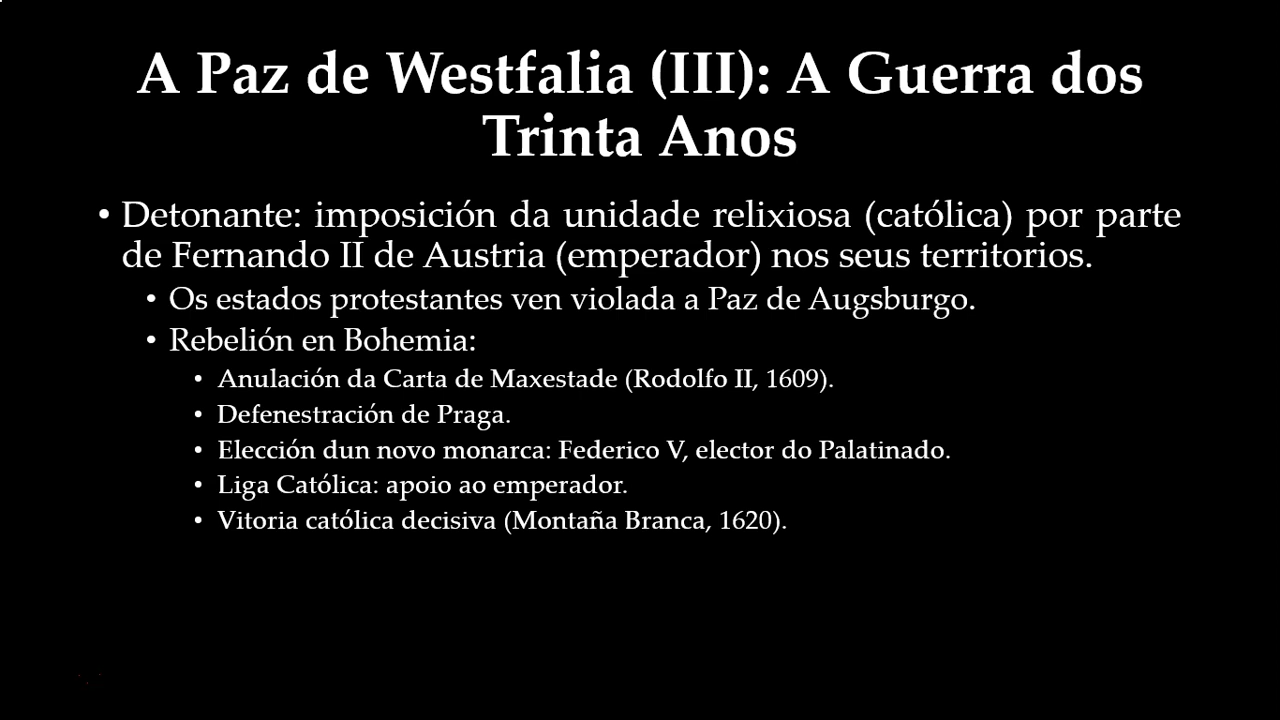 A Paz de Westfalia (III): A Guerra dos
Trinta Anos
• Detonante: imposición da unidade relixiosa (católica) por parte
de Fernando II de Austria (emperador) nos seus territorios.
• Os estados protestantes ven violada a Paz de Augsburgo.
• Rebelión en Bohemia:
• Anulación da Carta de Maxestade (Rodolfo II, 1609).
• Defenestración de Praga.
• Elección dun novo monarca: Federico V, elector do Palatinado.
• Liga Católica: apoio ao emperador.
• Vitoria católica decisiva (Montaña Branca, 1620).